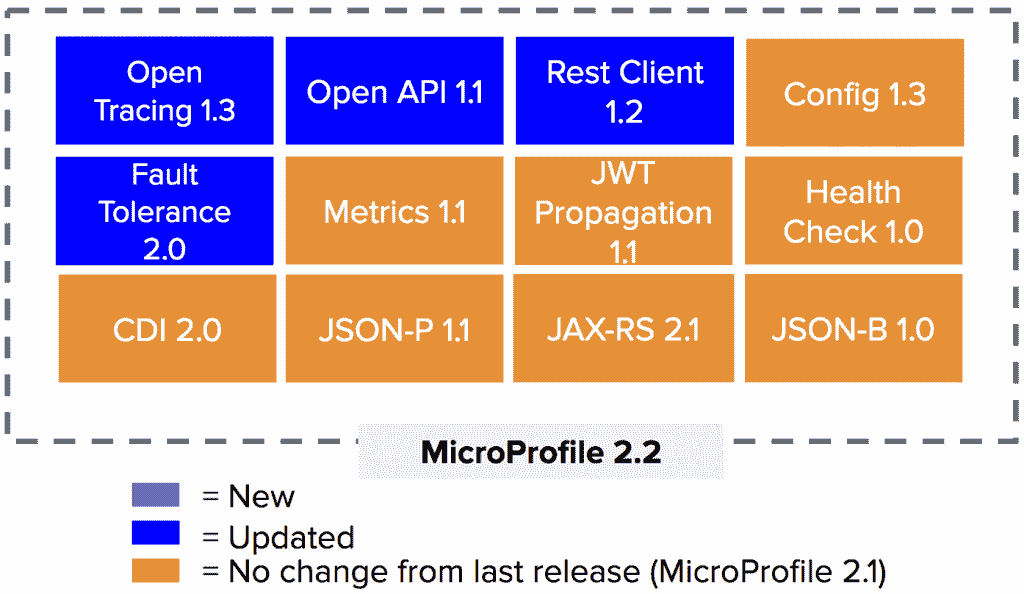 Open
Tracing 1.3
Open API 1.1
Rest Client
1.2
Config 1.3
Fault
Tolerance
2.0
Metrics 1.1
JWT
Propagation
1.1
Health
Check 1.0
CDI 2.0
JSON-P 1.1
JAX-RS 2.1
JSON-B 1.0
MicroProfile 2.2
= New
= Updated
= No change from last release (MicroProfile 2.1)